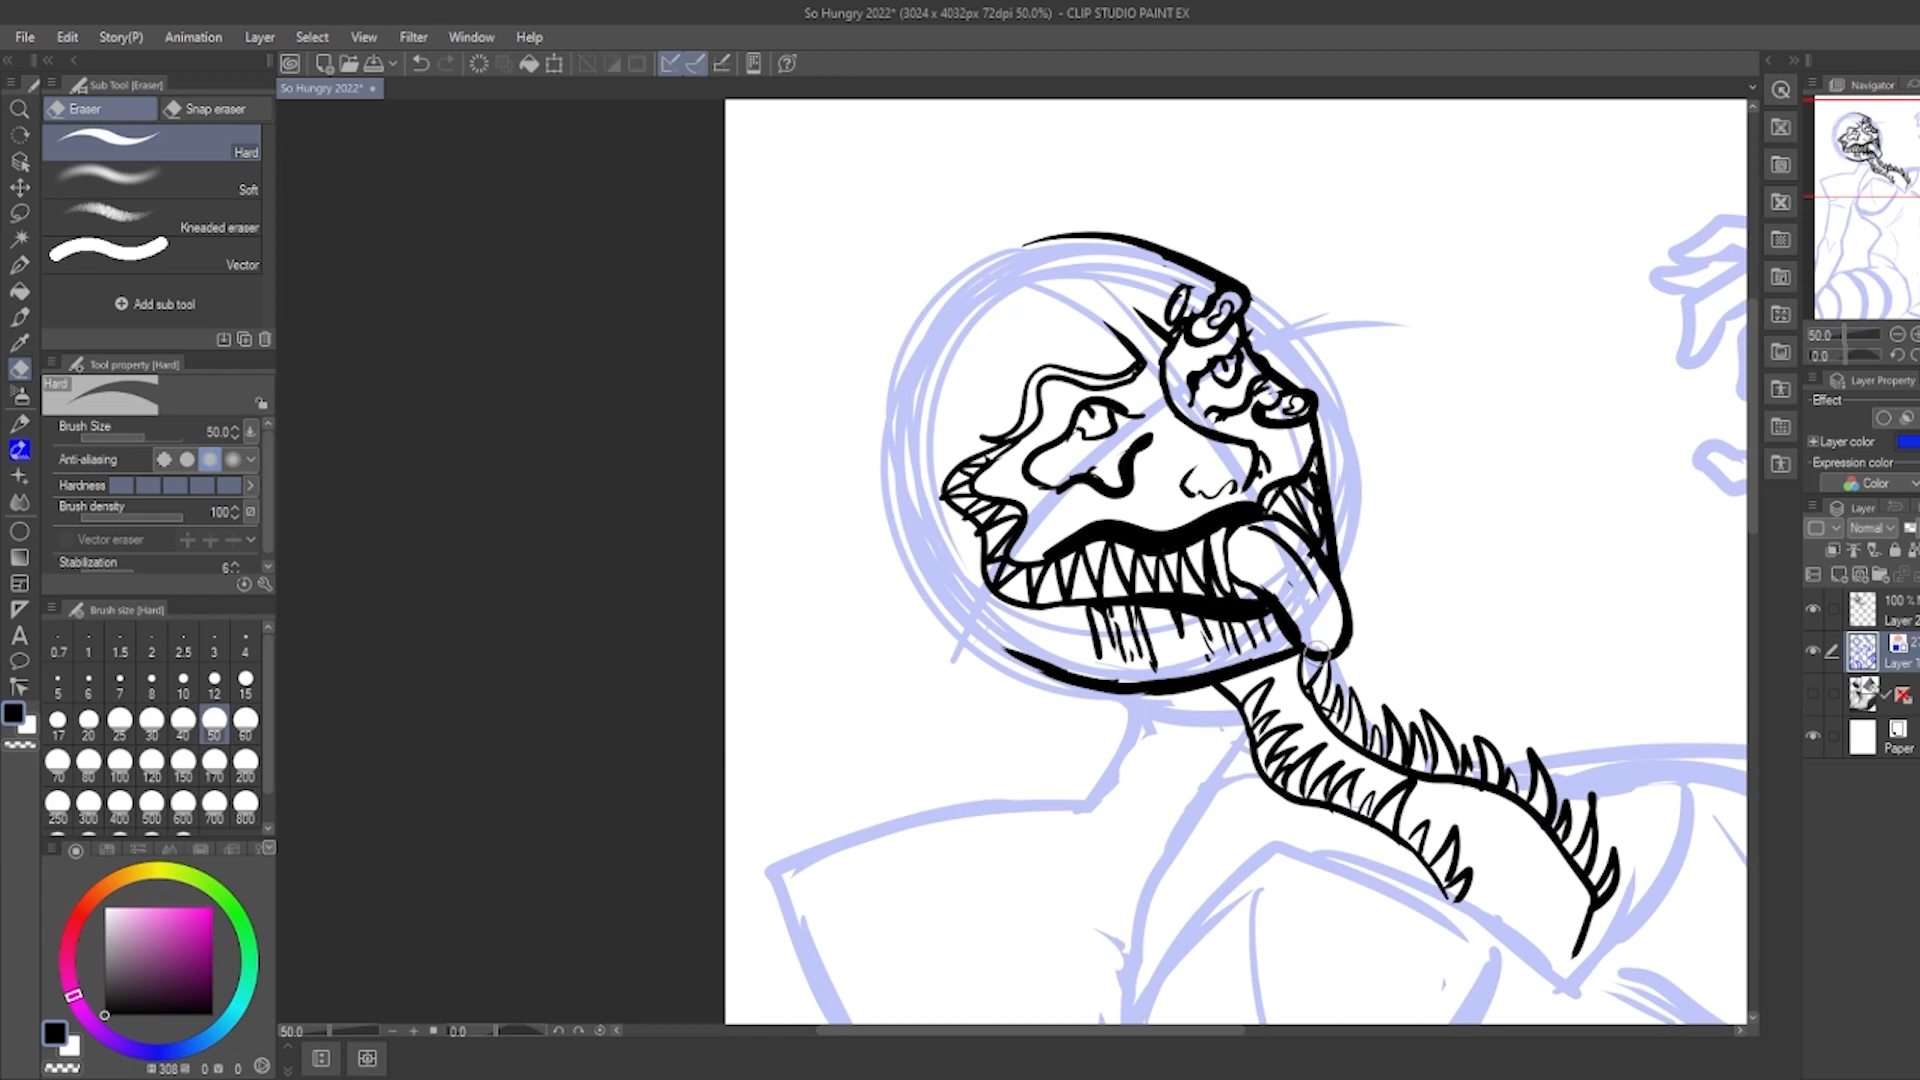 So Hungry 2022* (3024 x 4032px 72dpi 50.0%) - CLIP STUDIO PAINT EX
File Edit Story(P) Animation Layer Select View Filter Window Help
Sub Tool [Eraser]
Eraser Snap eraser
Hard
Soft
Kneaded eraser
Vector
Add sub tool
Tool property [Hard]
Hard
Brush Size 50.0
Anti-aliasing
Hardness
Brush density 100
Vector eraser
Stabilization 6
Brush size [Hard]
0.7 1 1.5 2 2.5 3 4
5 6 7 8 10 12 15
17 20 25 30 40 50 60
70 80 100 120 150 170 200
250 300 400 500 600 700 800
308 0 0
So Hungry 2022*
50.0 0.0
Navigator
50.0
0.0
Layer Property
Effect
Layer color
Expression color
Color
Layer
Normal
100 %
Layer 2
Layer
Paper